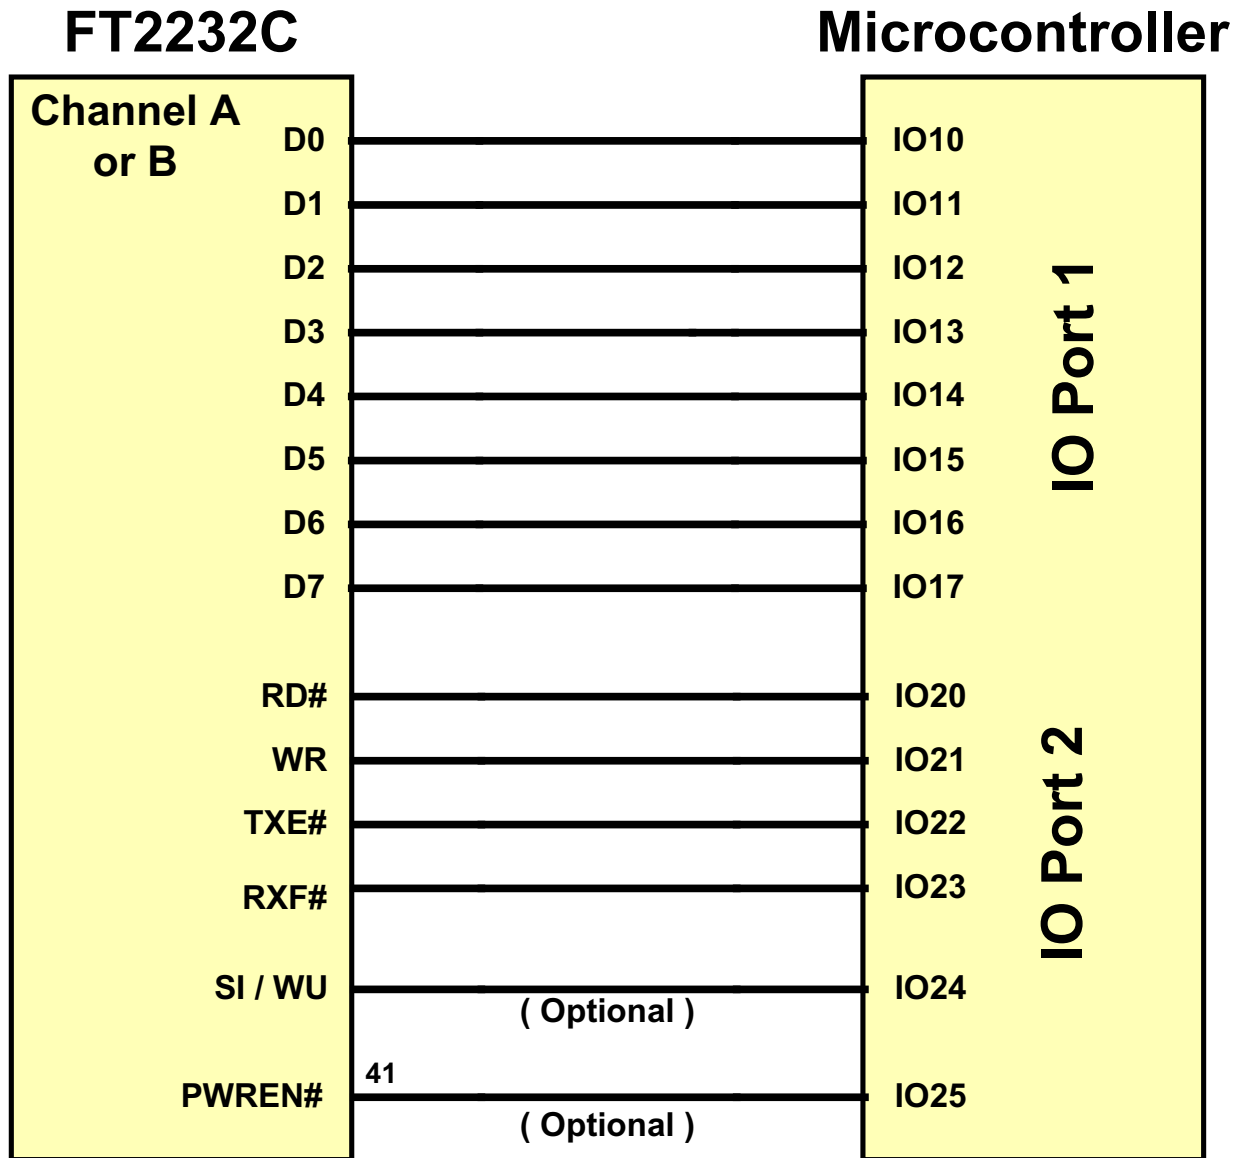 FT2232C Microcontroller
Channel A
or B
D0 IO10
D1 IO11
D2 IO12
D3 IO13
D4 IO14
D5 IO15
D6 IO16
D7 IO17
IO Port 1
RD# IO20
WR IO21
TXE# IO22
RXF# IO23
SI / WU ( Optional ) IO24
PWREN# 41 ( Optional ) IO25
IO Port 2